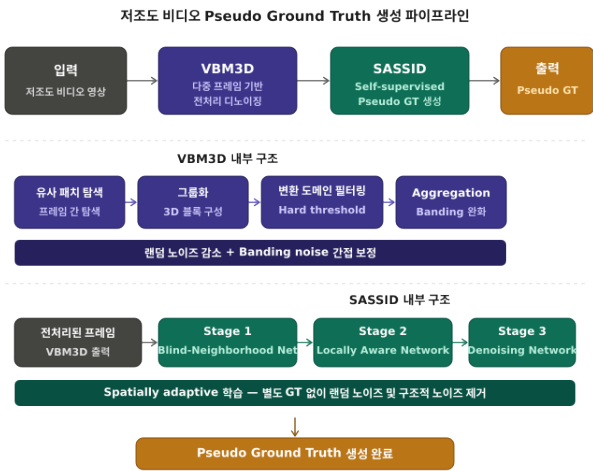 저조도 비디오 Pseudo Ground Truth 생성 파이프라인
입력
저조도 비디오 영상
VBM3D
다중 프레임 기반
전처리 디노이징
SASSID
Self-supervised
Pseudo GT 생성
출력
Pseudo GT
VBM3D 내부 구조
유사 패치 탐색
프레임 간 탐색
그룹화
3D 블록 구성
변환 도메인 필터링
Hard threshold
Aggregation
Banding 완화
랜덤 노이즈 감소 + Banding noise 간접 보정
SASSID 내부 구조
전처리된 프레임
VBM3D 출력
Stage 1
Blind-Neighborhood Net
Stage 2
Locally Aware Network
Stage 3
Denoising Network
Spatially adaptive 학습 — 별도 GT 없이 랜덤 노이즈 및 구조적 노이즈 제거
Pseudo Ground Truth 생성 완료